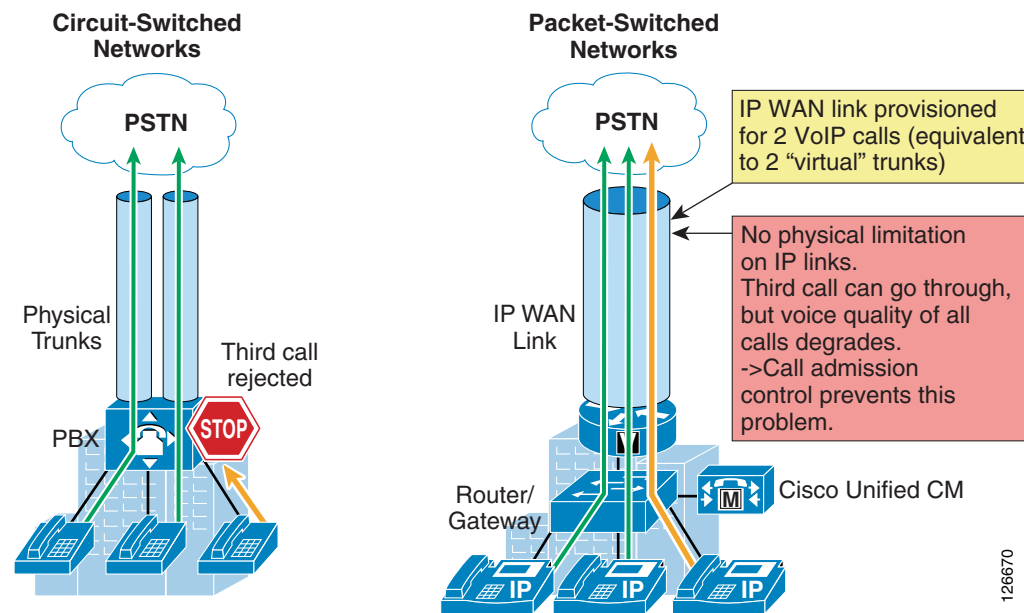 Circuit-Switched
Networks
PSTN
Physical
Trunks
Third call
rejected
PBX
STOP
Packet-Switched
Networks
PSTN
IP WAN link provisioned
for 2 VoIP calls (equivalent
to 2 “virtual” trunks)
No physical limitation
on IP links.
Third call can go through,
but voice quality of all
calls degrades.
->Call admission
control prevents this
problem.
IP WAN
Link
M
Router/
Gateway
M
Cisco Unified CM
IP
IP
IP
126670